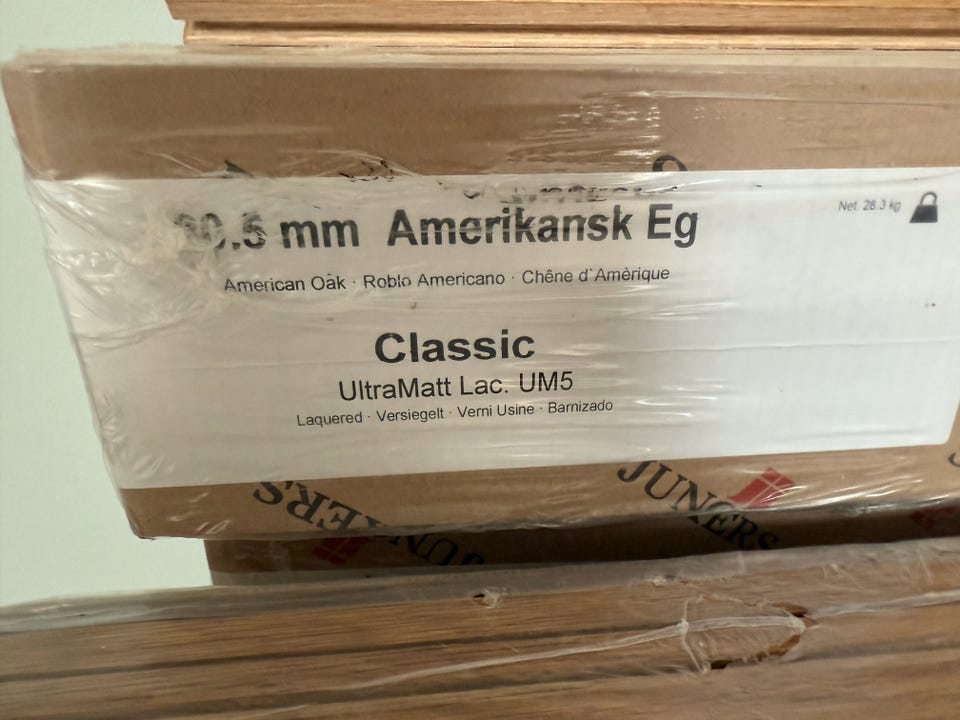 mm Amerikansk Eg
Net. 28.3 kg
American Oak · Roblo Americano · Chêne d`Amèrique
Classic
UltraMatt Lac. UM5
Laquered · Versiegelt · Verni Usine · Barnizado
JUNERS